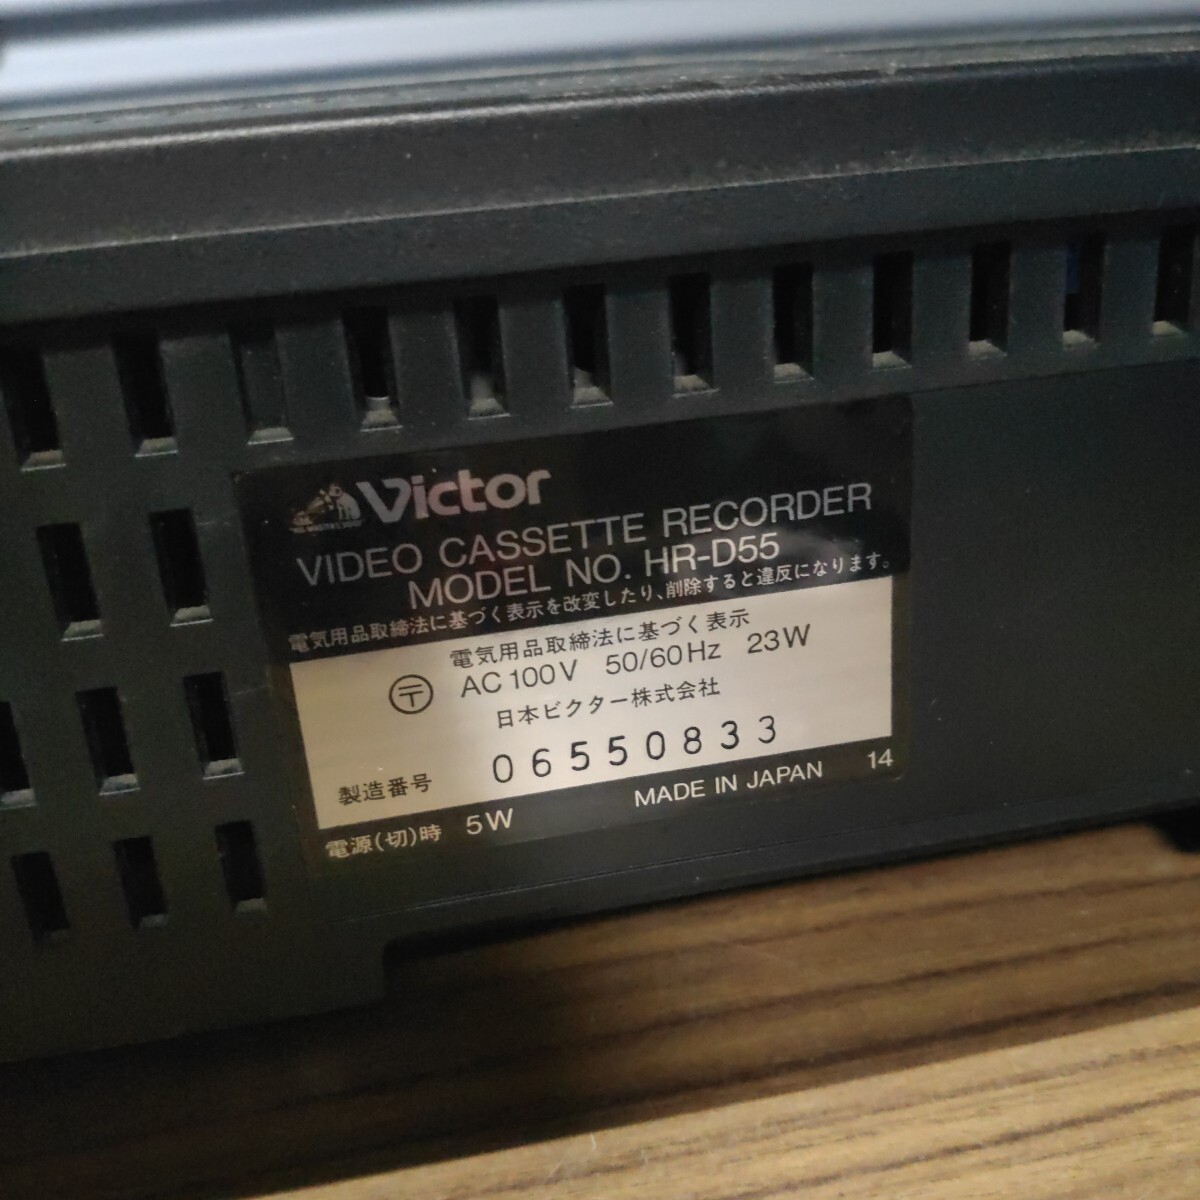 Victor
VIDEO CASSETTE RECORDER
MODEL NO. HR-D55
電気用品取締法に基づく表示を改変したり、削除すると違反になります。
電気用品取締法に基づく表示
〒 AC 100V 50/60Hz 23W
日本ビクター株式会社
製造番号 06550833
電源(切)時 5W MADE IN JAPAN 14